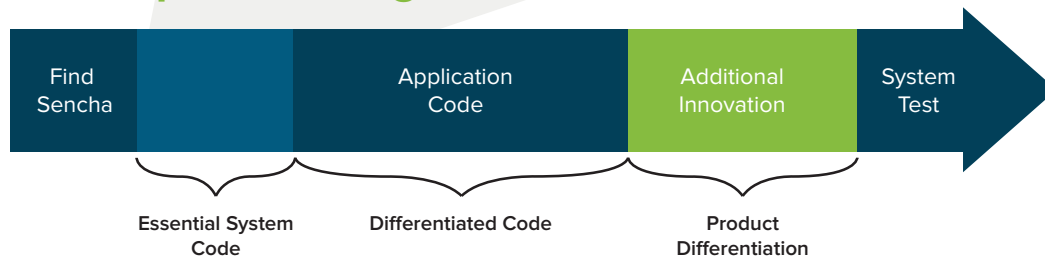 Find
Sencha
Application
Code
Additional
Innovation
System
Test
Essential System
Code
Differentiated Code
Product
Differentiation